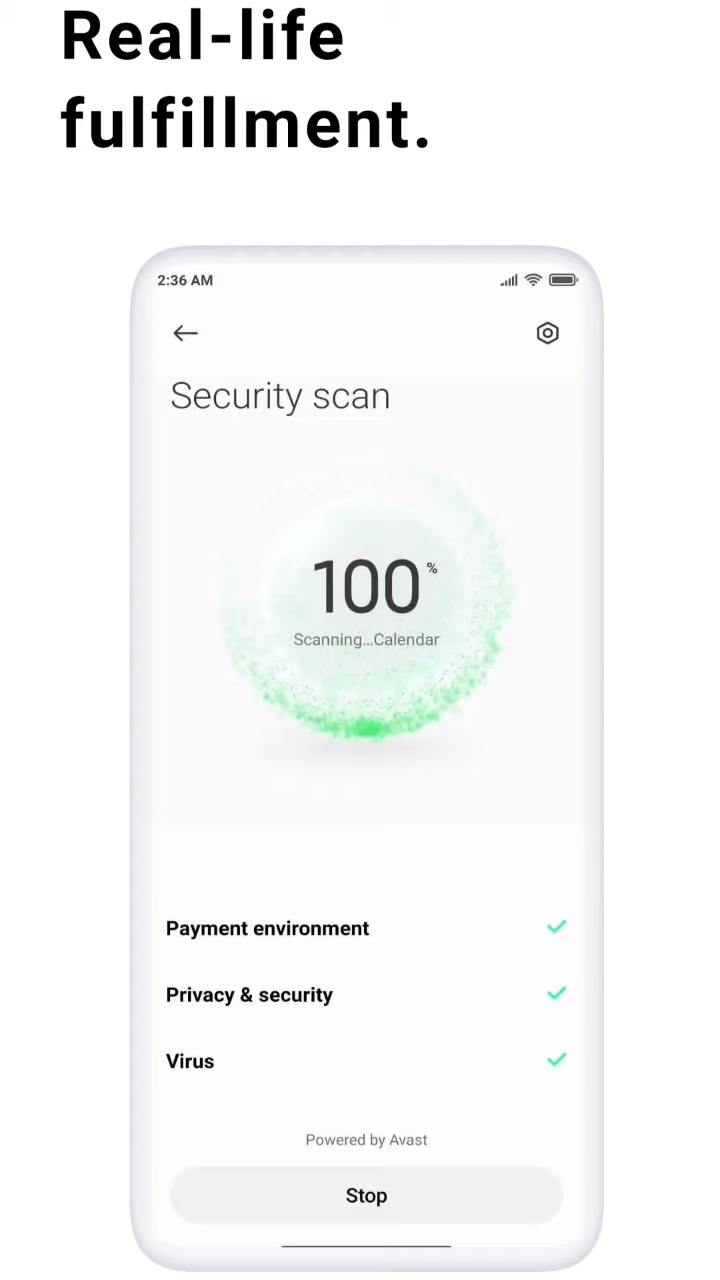 Real-life
fulfillment.
2:36 AM
Security scan
100%
Scanning...Calendar
Payment environment
Privacy & security
Virus
Powered by Avast
Stop